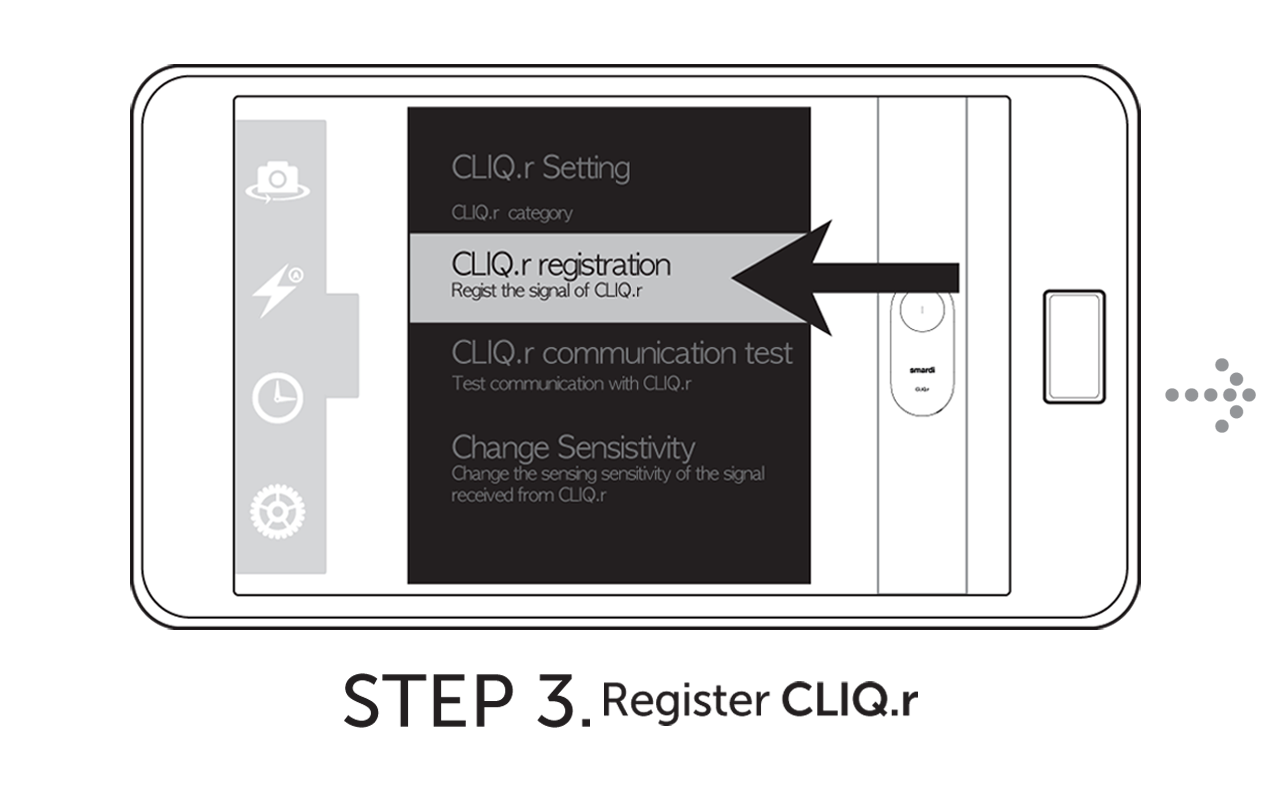 CLIQ.r Setting
CLIQ.r category
CLIQ.r registration
Regist the signal of CLIQ.r
CLIQ.r communication test
Test communication with CLIQ.r
Change Sensistivity
Change the sensing sensitivity of the signal
received from CLIQ.r
smardi
CLIQ.r
STEP 3. Register CLIQ.r